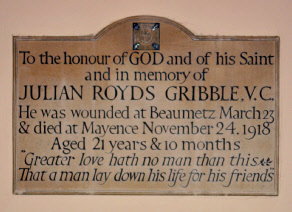 To the honour of GOD and of his Saint
and in memory of
JULIAN ROYDS GRIBBLE, V.C.
He was wounded at Beaumetz March 23
& died at Mayence November 24. 1918
Aged 21 years & 10 months
"Greater love hath no man than this
That a man lay down his life for his friends